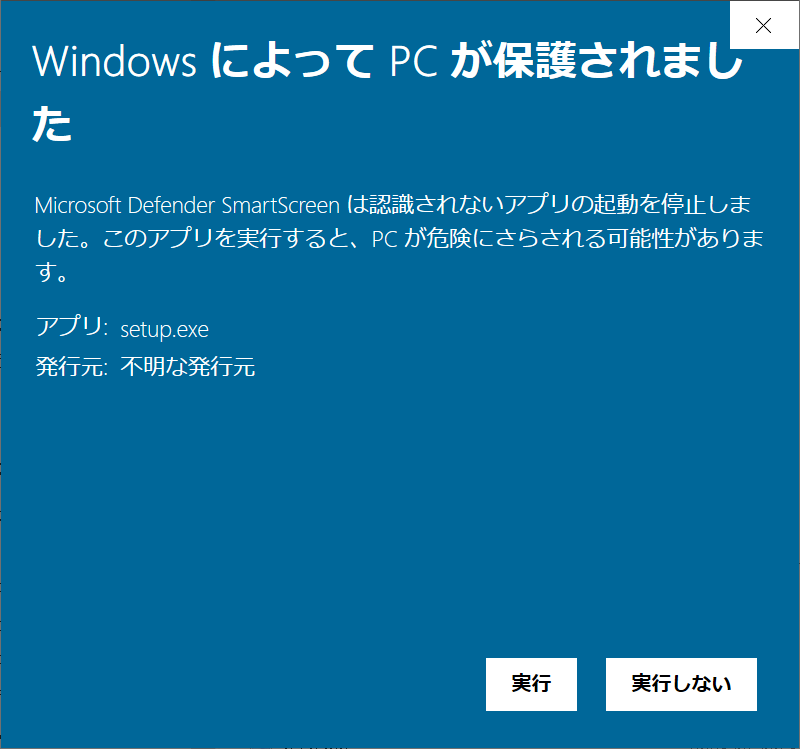 Windows によって PC が保護されまし
た
Microsoft Defender SmartScreen は認識されないアプリの起動を停止しま
した。このアプリを実行すると、PC が危険にさらされる可能性がありま
す。
アプリ: setup.exe
発行元: 不明な発行元
実行 実行しない